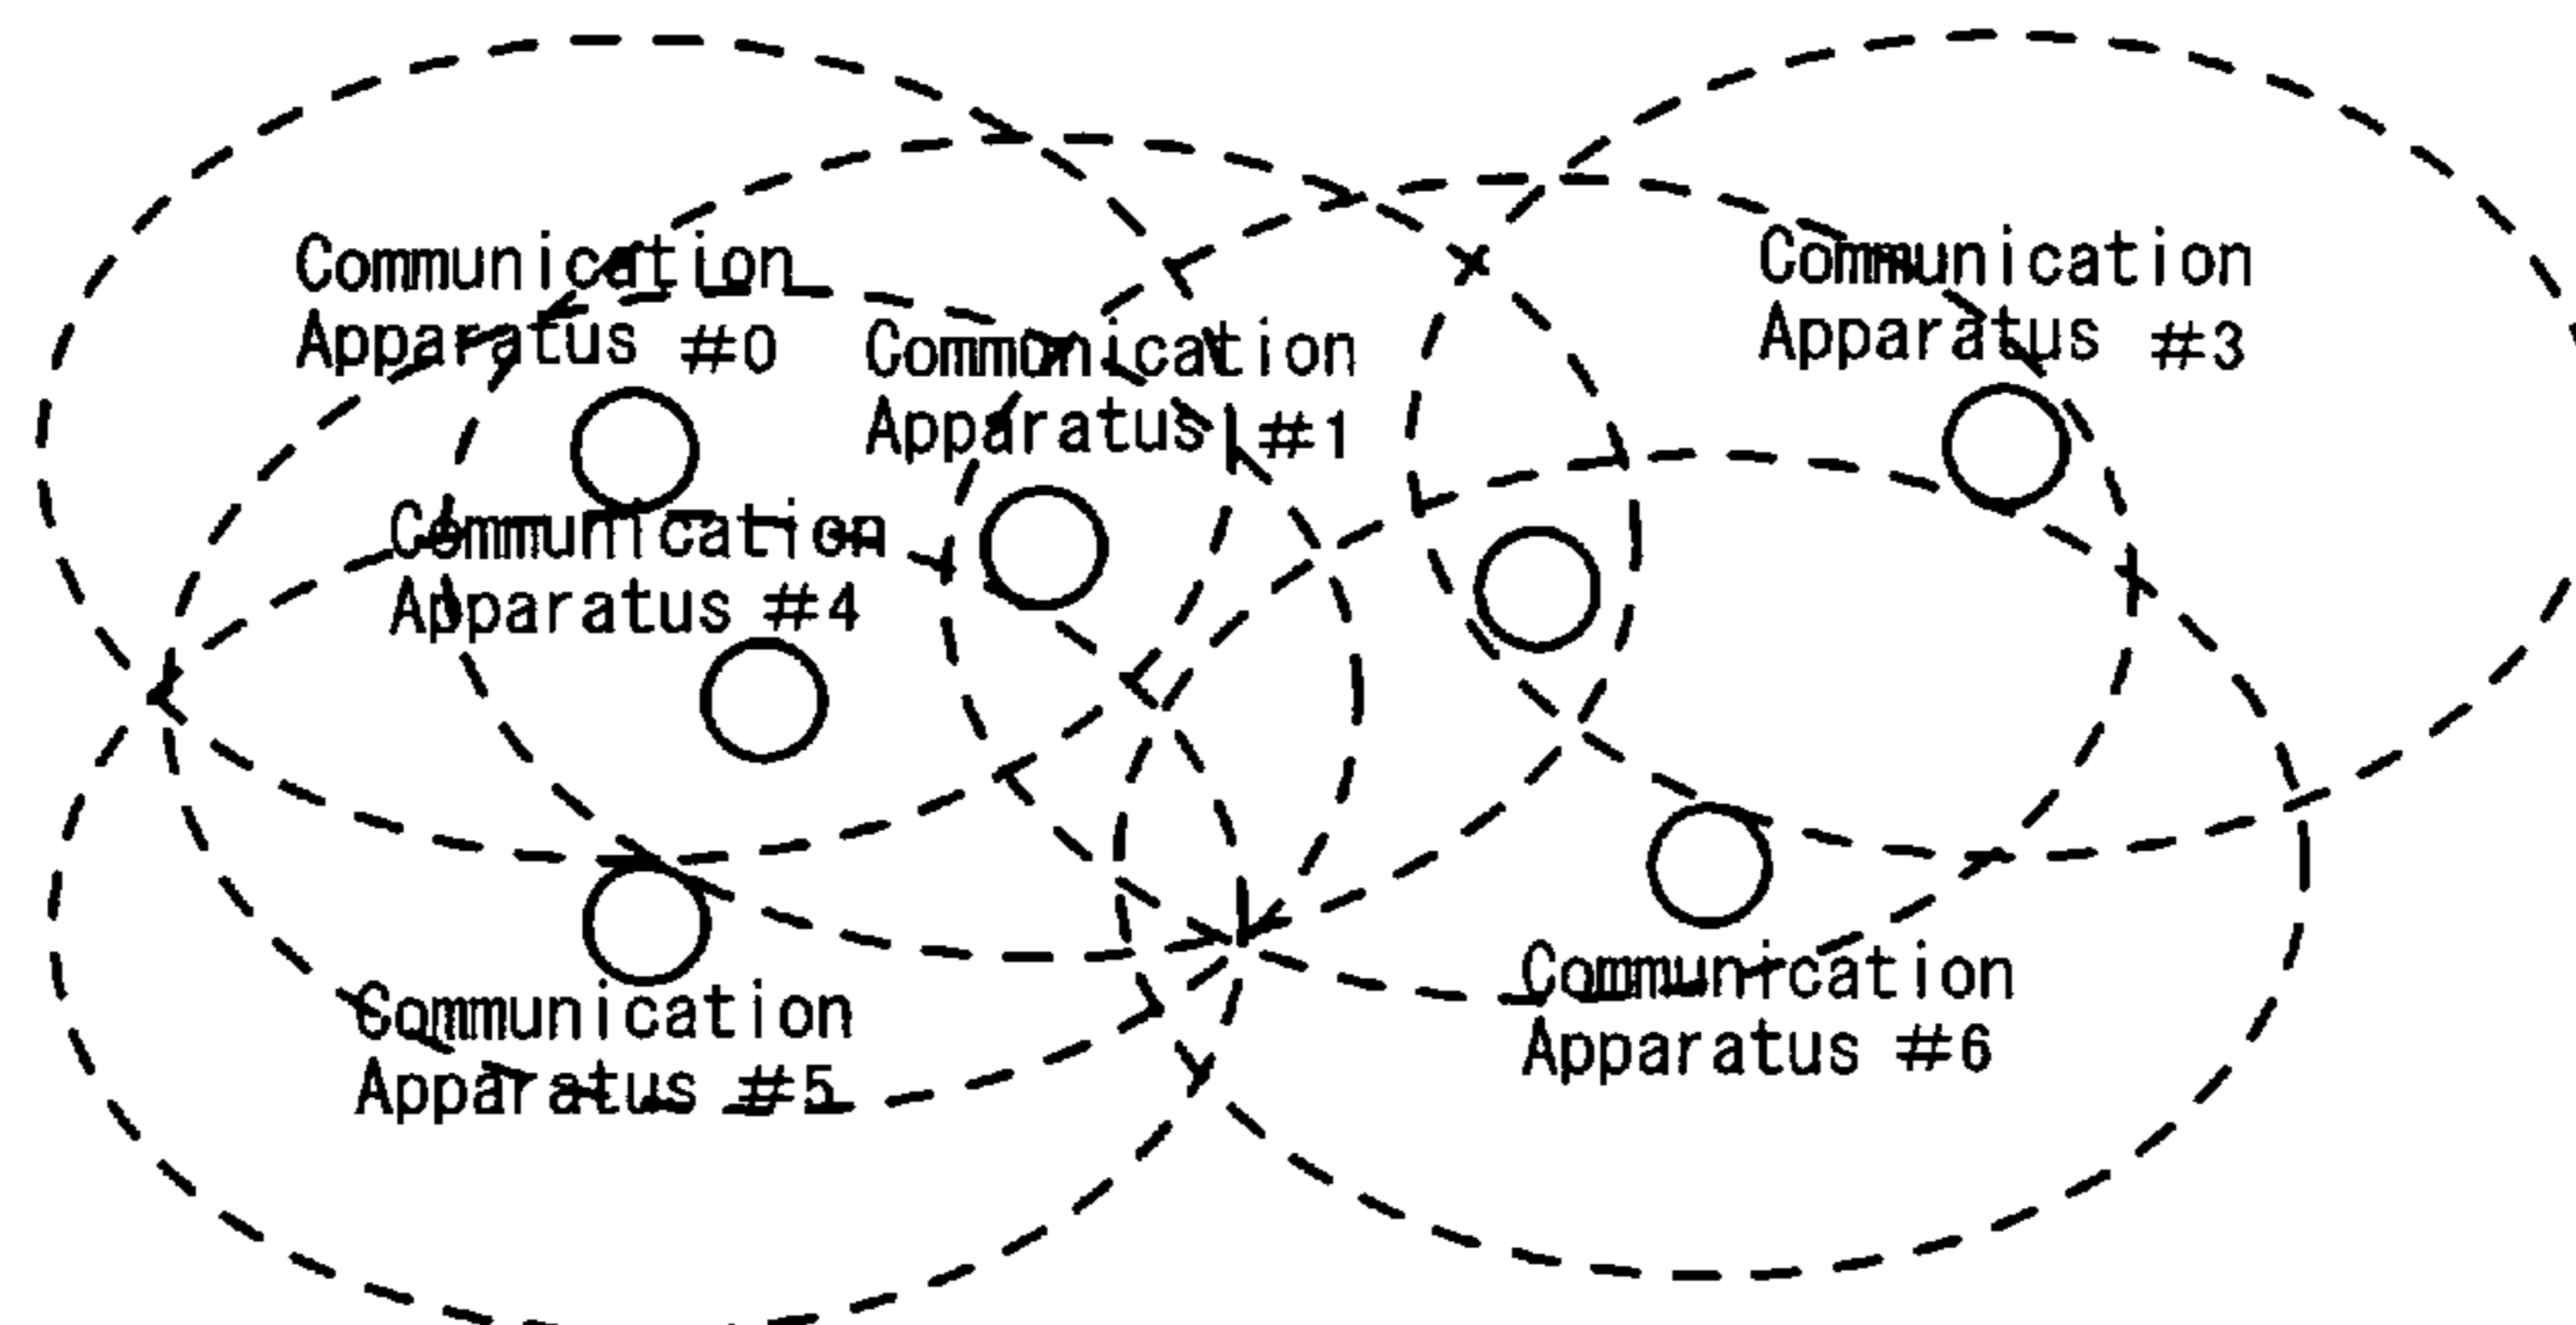 Communication
Apparatus #0
Communication
Apparatus #1
Communication
Apparatus #3
Communication
Apparatus #4
Communication
Apparatus #5
Communication
Apparatus #6